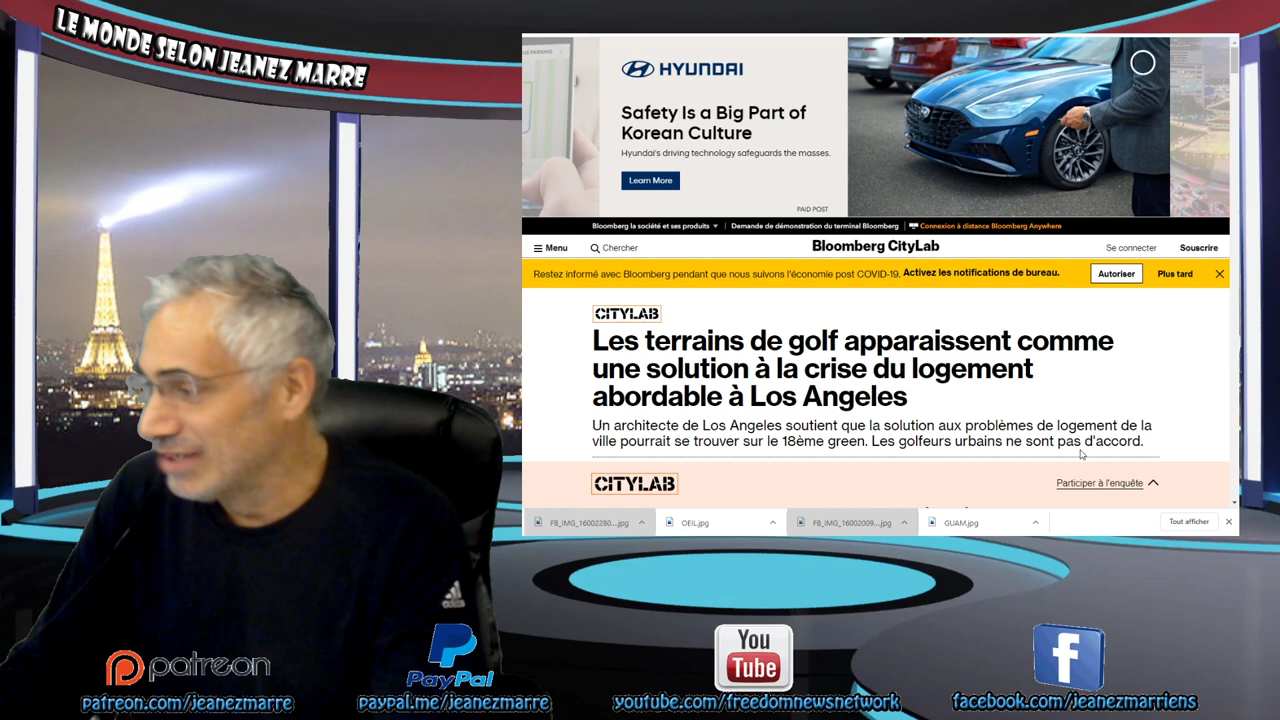 LE MONDE SELON JEANEZ MARRE
HYUNDAI
Safety Is a Big Part of
Korean Culture
Hyundai's driving technology safeguards the masses.
Learn More
PAID POST
Bloomberg la société et ses produits
Demande de démonstration du terminal Bloomberg
Connexion à distance Bloomberg Anywhere
Menu
Chercher
Bloomberg CityLab
Se connecter
Souscrire
Restez informé avec Bloomberg pendant que nous suivons l'économie post COVID-19. Activez les notifications de bureau.
Autoriser
Plus tard
CITYLAB
Les terrains de golf apparaissent comme
une solution à la crise du logement
abordable à Los Angeles
Un architecte de Los Angeles soutient que la solution aux problèmes de logement de la
ville pourrait se trouver sur le 18ème green. Les golfeurs urbains ne sont pas d'accord.
CITYLAB
Participer à l'enquête
FB_IMG_16002280....jpg
OEIL.jpg
FB_IMG_16002009....jpg
GUAM.jpg
Tout afficher
patreon
PayPal
You
Tube
patreon.com/jeanezmarre
paypal.me/jeanezmarre
youtube.com/freedomnewsnetwork
facebook.com/jeanezmarriens